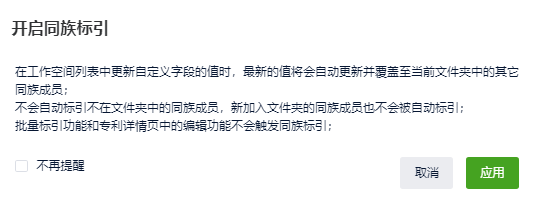 开启同族标引
在工作空间列表中更新自定义字段的值时，最新的值将会自动更新并覆盖至当前文件夹中的其它
同族成员；
不会自动标引不在文件夹中的同族成员，新加入文件夹的同族成员也不会被自动标引；
批量标引功能和专利详情页中的编辑功能不会触发同族标引；
不再提醒
取消
应用